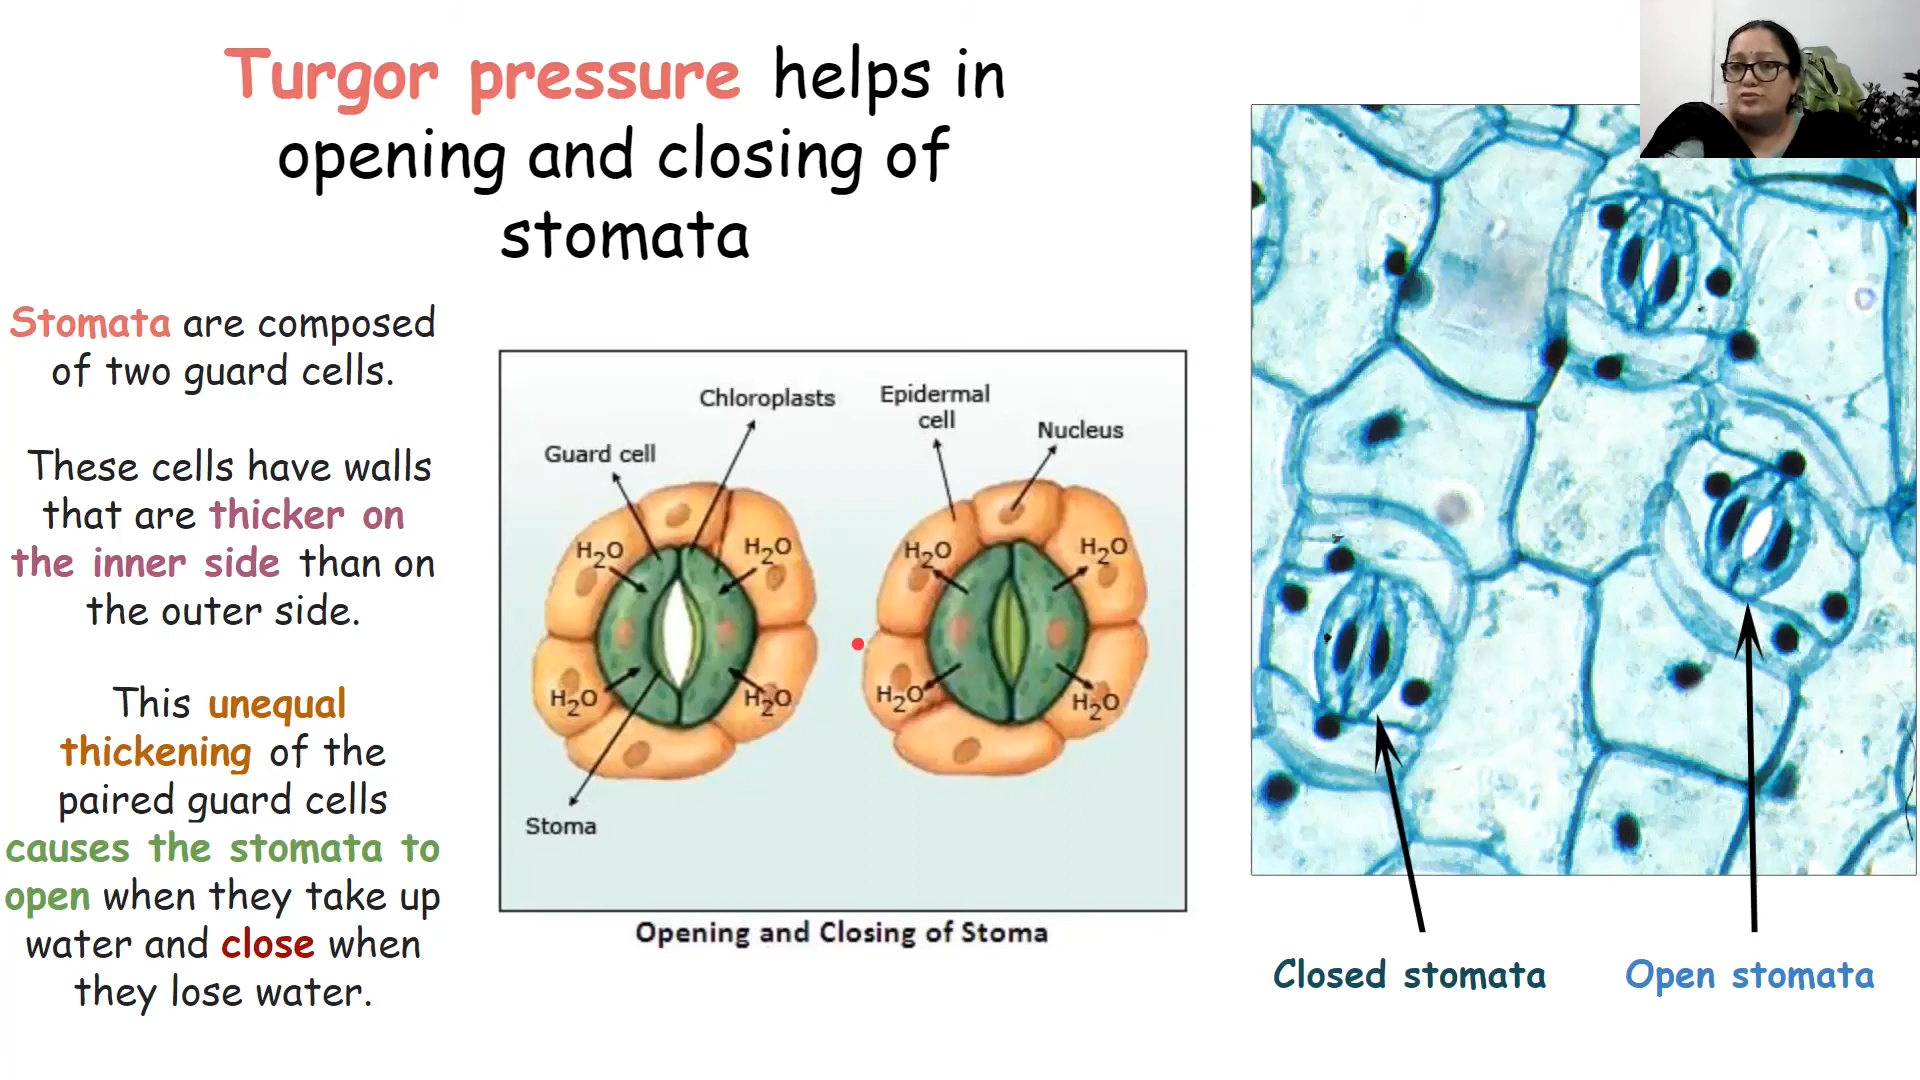 Turgor pressure helps in
opening and closing of
stomata
Stomata are composed
of two guard cells.
These cells have walls
that are thicker on
the inner side than on
the outer side.
This unequal
thickening of the
paired guard cells
causes the stomata to
open when they take up
water and close when
they lose water.
Chloroplasts
Guard cell
H₂O
H₂O
H₂O
H₂O
Stoma
Epidermal
cell
Nucleus
H₂O
H₂O
H₂O
H₂O
Opening and Closing of Stoma
Closed stomata
Open stomata